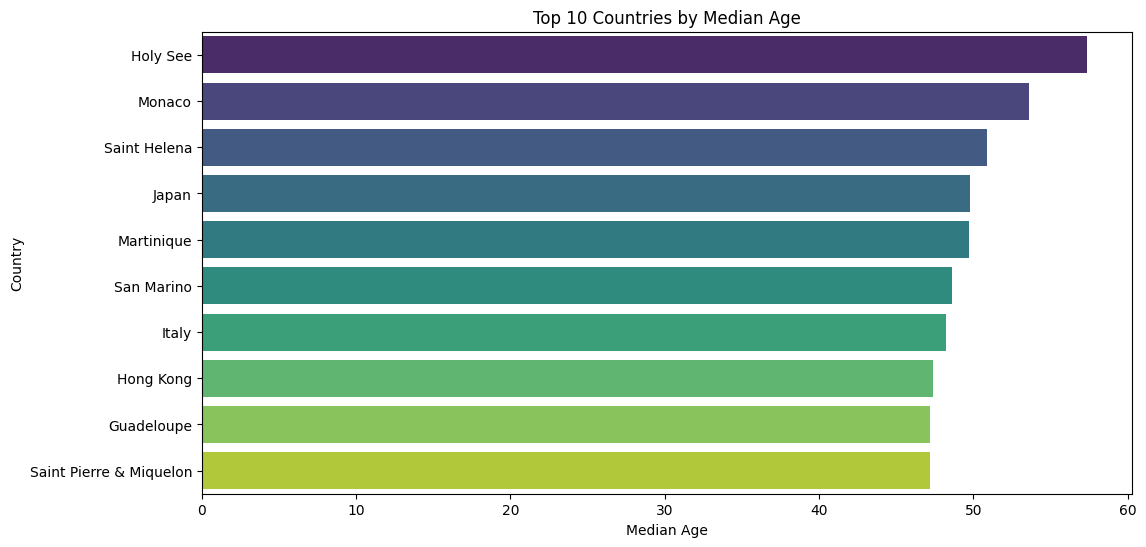 Top 10 Countries by Median Age
Country
Holy See
Monaco
Saint Helena
Japan
Martinique
San Marino
Italy
Hong Kong
Guadeloupe
Saint Pierre & Miquelon
0 10 20 30 40 50 60
Median Age